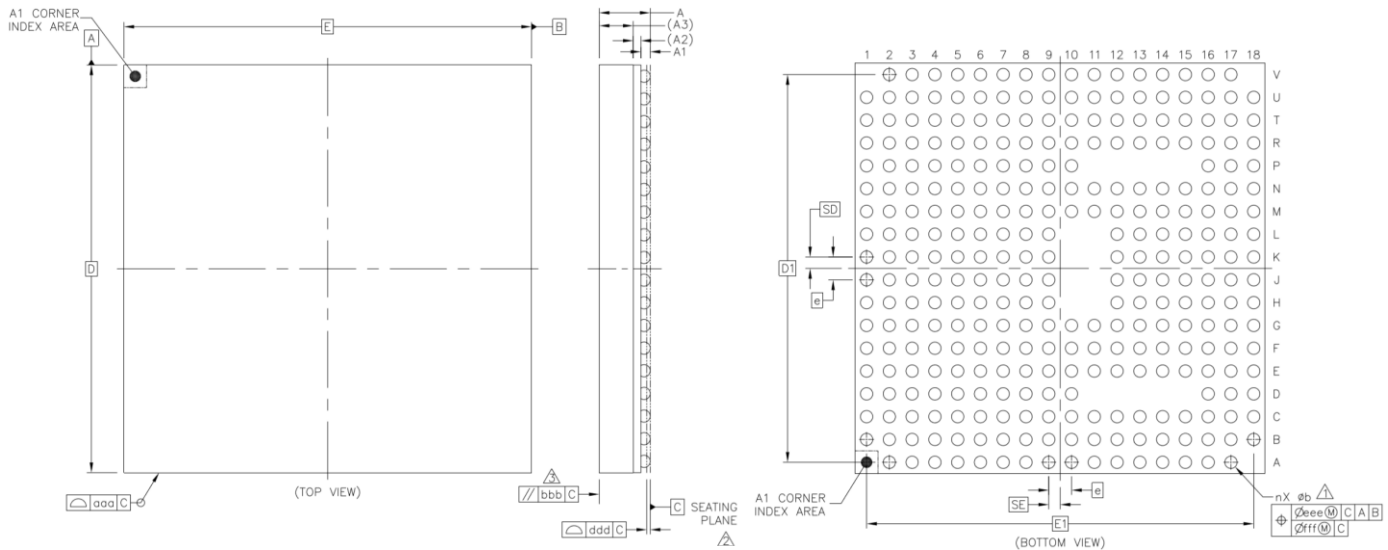 A1 CORNER
INDEX AREA
A
E
B
D
(TOP VIEW)
aaa C
A
(A3)
(A2)
A1
3
// bbb C
ddd C
C SEATING
PLANE
2
1 2 3 4 5 6 7 8 9 10 11 12 13 14 15 16 17 18
V
U
T
R
P
N
M
L
K
J
H
G
F
E
D
C
B
A
SD
D1
e
A1 CORNER
INDEX AREA
SE
e
E1
(BOTTOM VIEW)
nX øb 1
Øeee Ⓜ C A B
Øfff Ⓜ C